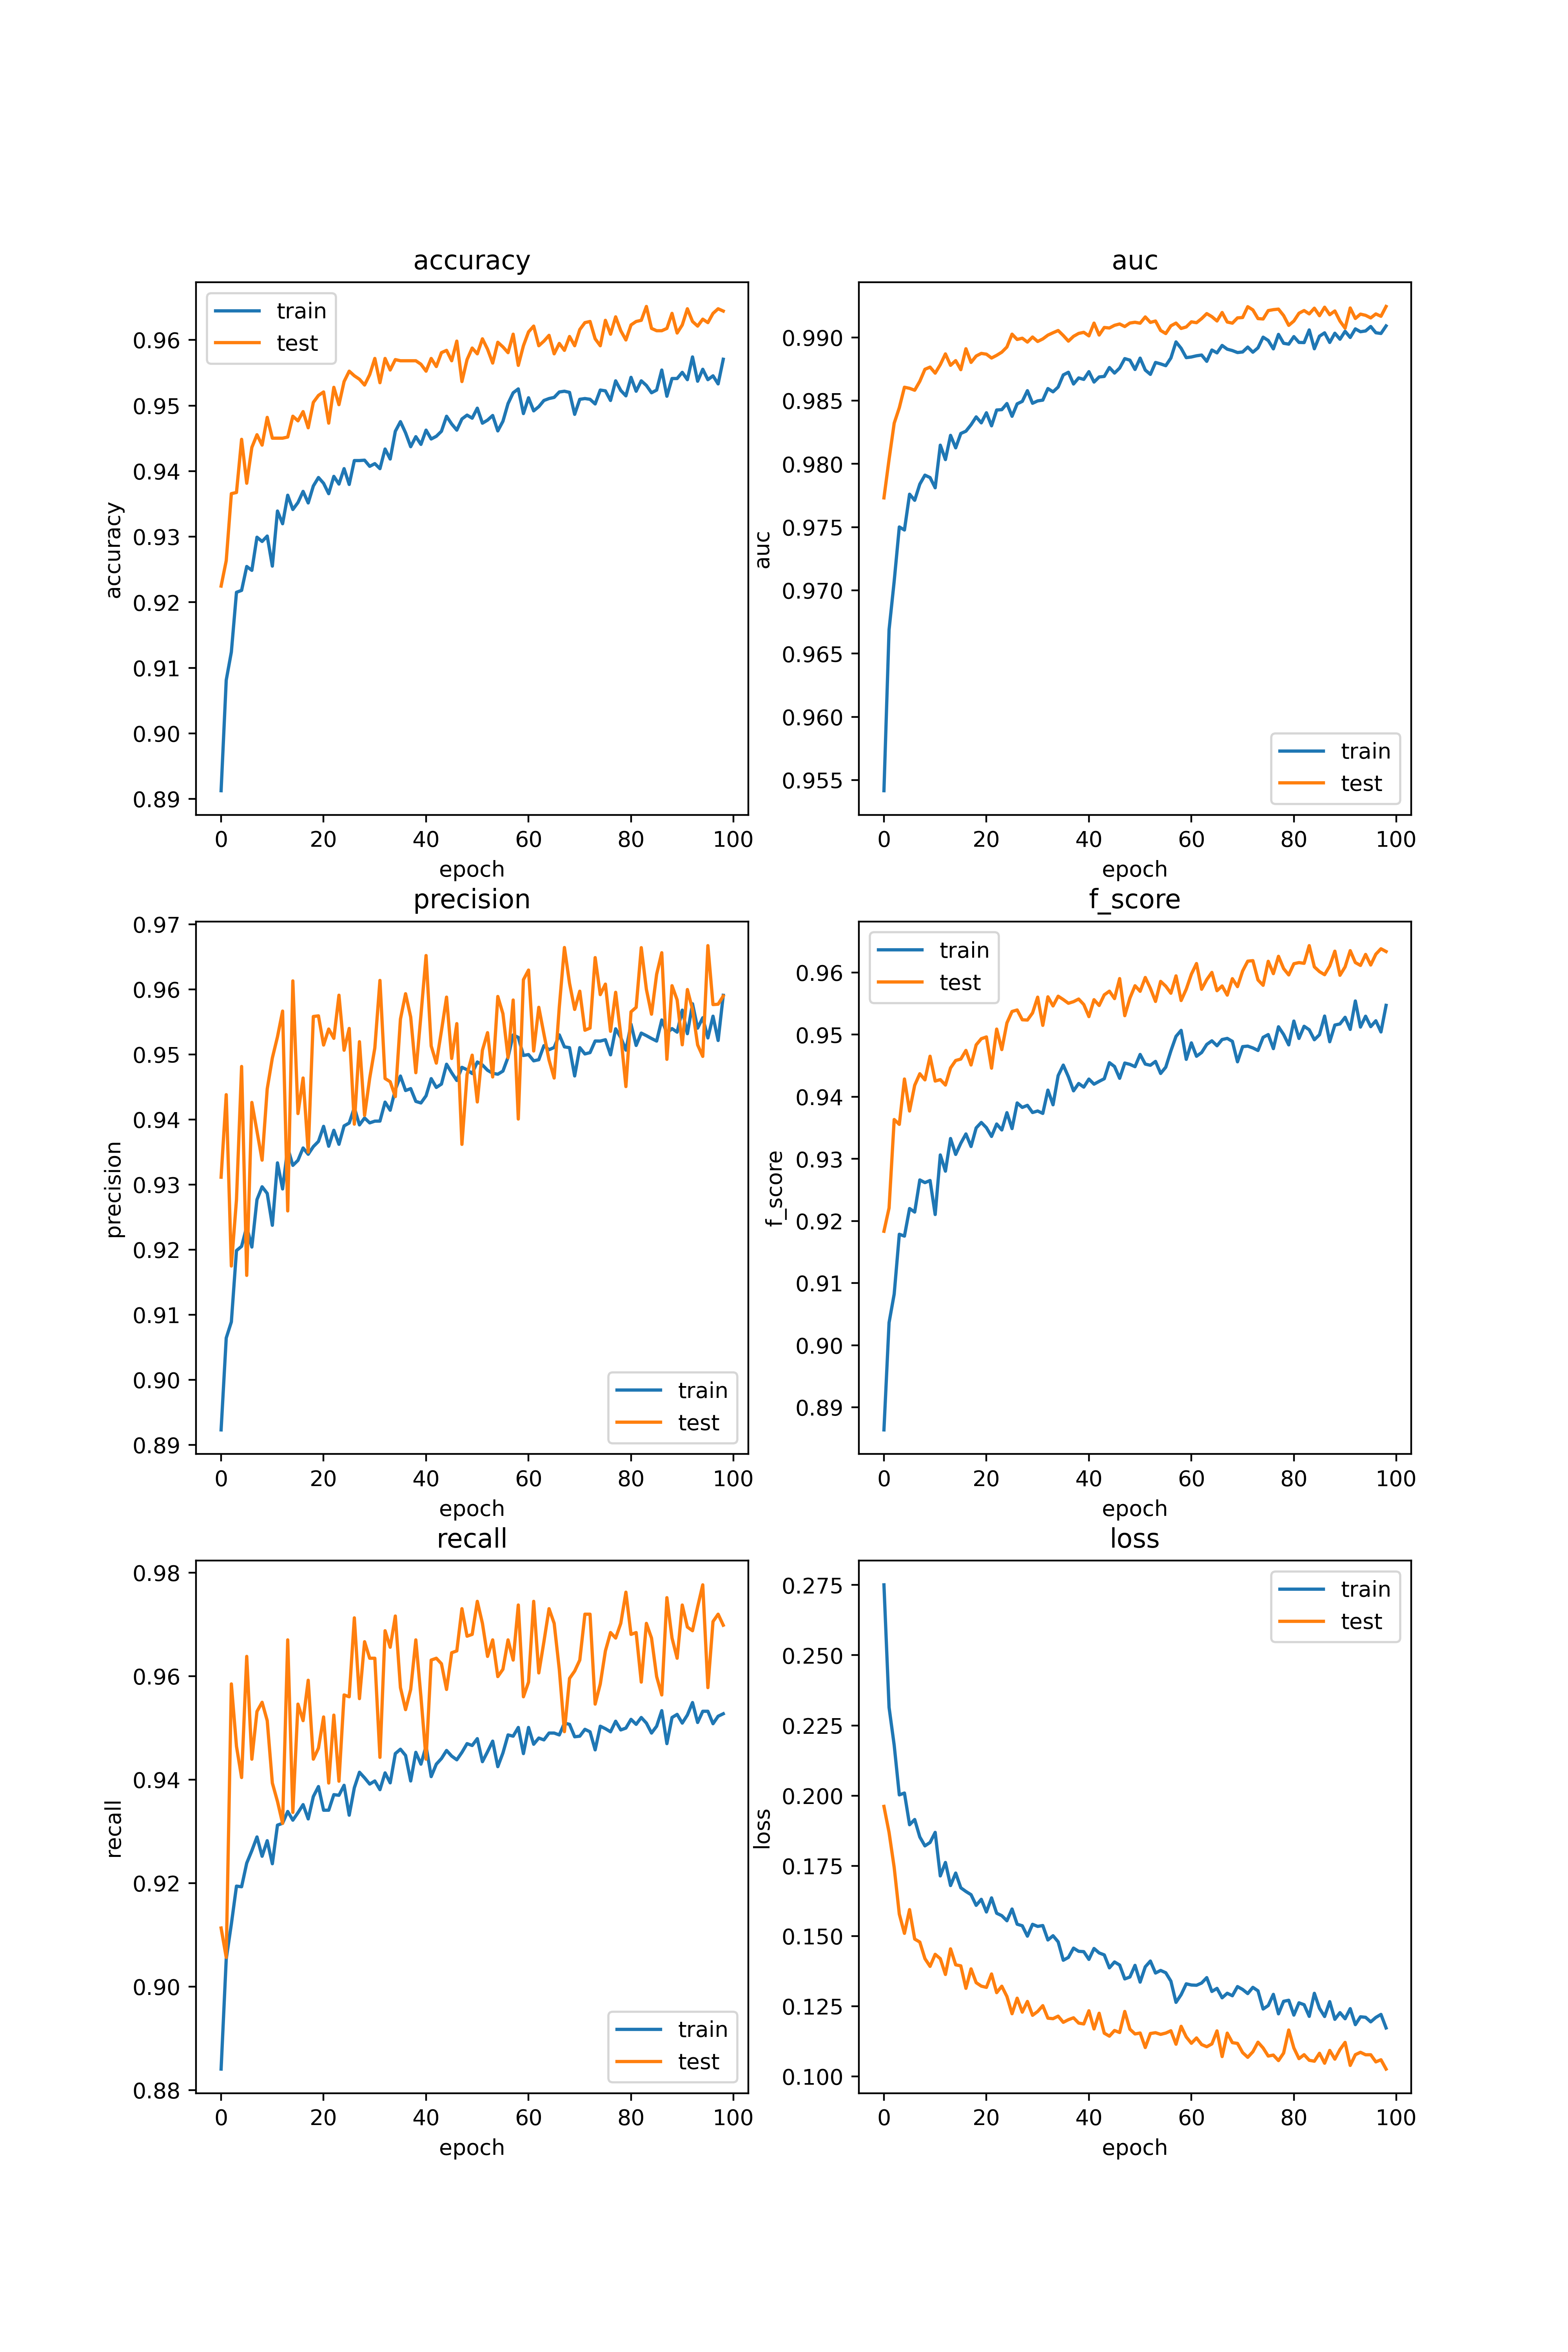 accuracy
train
test
0.96
0.95
0.94
0.93
0.92
0.91
0.90
0.89
accuracy
0 20 40 60 80 100
epoch
auc
0.990
0.985
0.980
0.975
0.970
0.965
0.960
0.955
auc
train
test
0 20 40 60 80 100
epoch
precision
0.97
0.96
0.95
0.94
0.93
0.92
0.91
0.90
0.89
precision
train
test
0 20 40 60 80 100
epoch
f_score
train
test
0.96
0.95
0.94
0.93
0.92
0.91
0.90
0.89
f_score
0 20 40 60 80 100
epoch
recall
0.98
0.96
0.94
0.92
0.90
0.88
recall
train
test
0 20 40 60 80 100
epoch
loss
train
test
0.275
0.250
0.225
0.200
0.175
0.150
0.125
0.100
loss
0 20 40 60 80 100
epoch